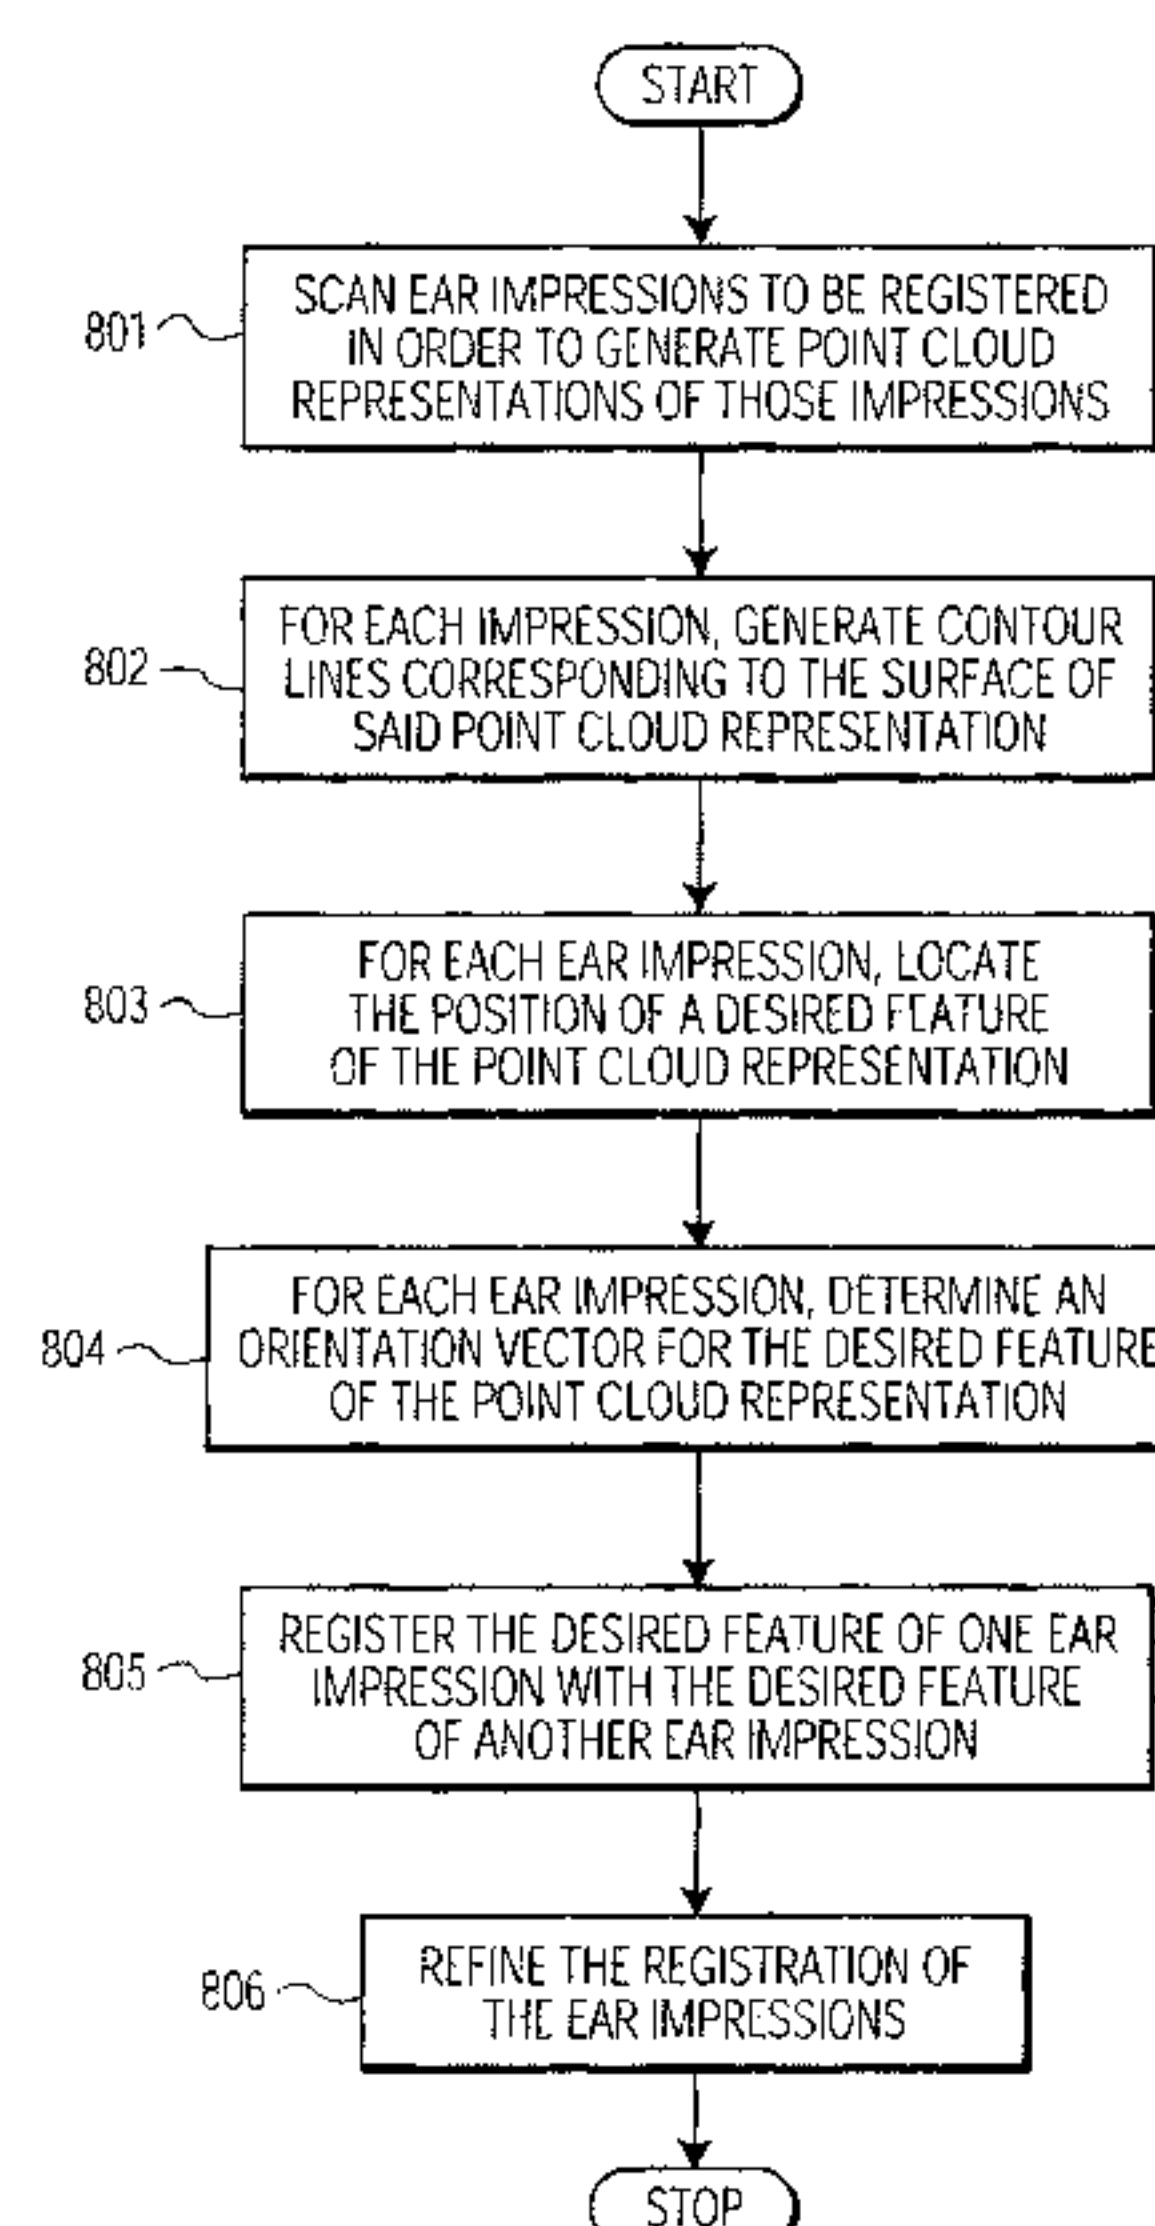 START
801
SCAN EAR IMPRESSIONS TO BE REGISTERED
IN ORDER TO GENERATE POINT CLOUD
REPRESENTATIONS OF THOSE IMPRESSIONS
802
FOR EACH IMPRESSION, GENERATE CONTOUR
LINES CORRESPONDING TO THE SURFACE OF
SAID POINT CLOUD REPRESENTATION
803
FOR EACH EAR IMPRESSION, LOCATE
THE POSITION OF A DESIRED FEATURE
OF THE POINT CLOUD REPRESENTATION
804
FOR EACH EAR IMPRESSION, DETERMINE AN
ORIENTATION VECTOR FOR THE DESIRED FEATURE
OF THE POINT CLOUD REPRESENTATION
805
REGISTER THE DESIRED FEATURE OF ONE EAR
IMPRESSION WITH THE DESIRED FEATURE
OF ANOTHER EAR IMPRESSION
806
REFINE THE REGISTRATION OF
THE EAR IMPRESSIONS
STOP